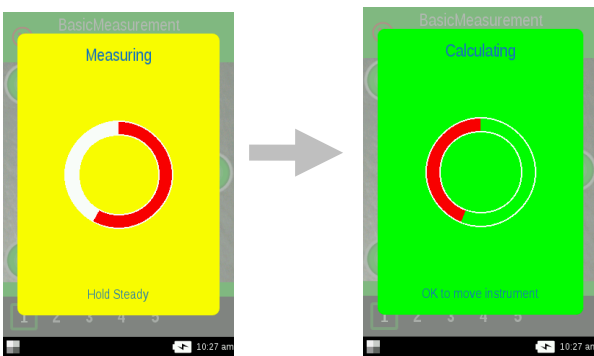 BasicMeasurement
Measuring
Hold Steady
1 2 3 4 5
10:27 am
BasicMeasurement
Calculating
OK to move instrument
1 2 3 4 5
10:27 am